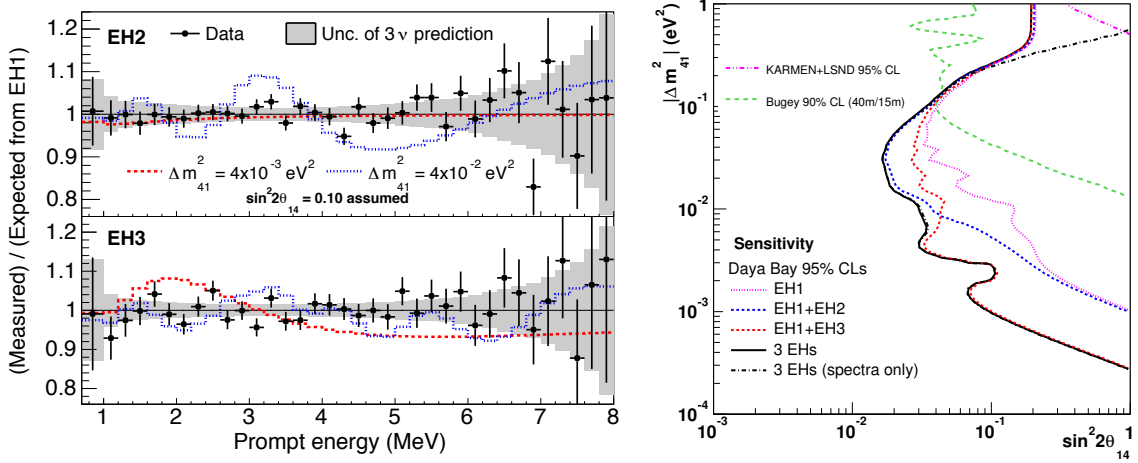 (Measured) / (Expected from EH1)
EH2
Data
Unc. of 3 ν prediction
1.2
1.1
1
0.9
0.8
Δm²₄₁ = 4x10⁻³ eV²
Δm²₄₁ = 4x10⁻² eV²
sin²2θ₁₄ = 0.10 assumed
EH3
1.2
1.1
1
0.9
0.8
1 2 3 4 5 6 7 8
Prompt energy (MeV)
|Δm²₄₁| (eV²)
1
10⁻¹
10⁻²
10⁻³
10⁻⁴
KARMEN+LSND 95% CL
Bugey 90% CL (40m/15m)
Sensitivity
Daya Bay 95% CLs
EH1
EH1+EH2
EH1+EH3
3 EHs
3 EHs (spectra only)
10⁻³ 10⁻² 10⁻¹ 1
sin²2θ₁₄